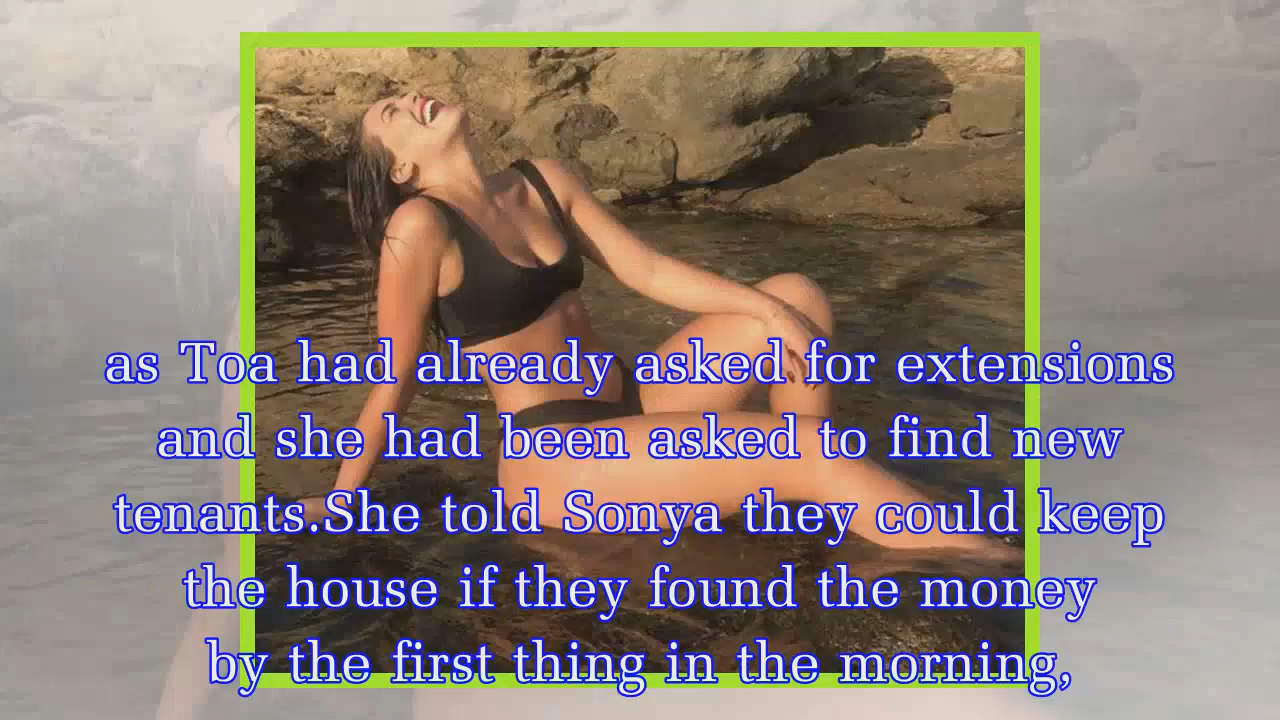 as Toa had already asked for extensions
and she had been asked to find new
tenants.She told Sonya they could keep
the house if they found the money
by the first thing in the morning,